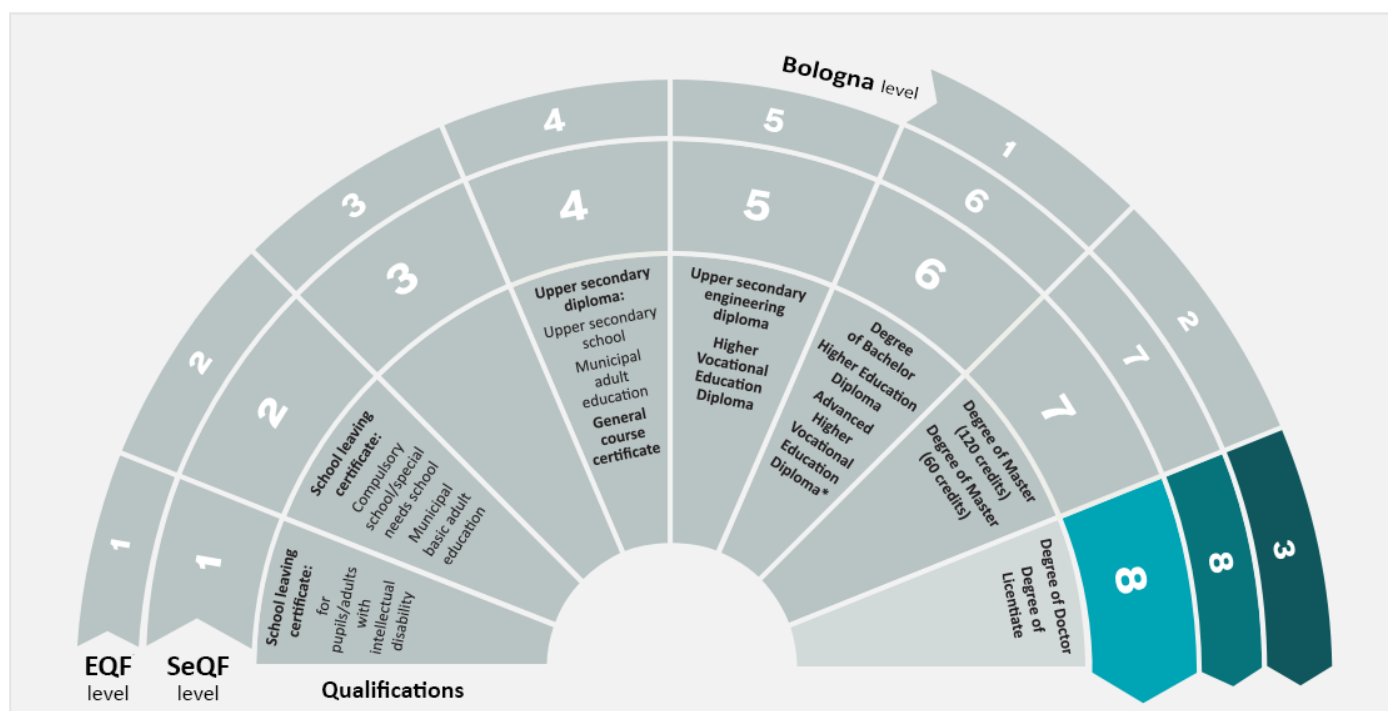 Bologna level
1
2
3
1
2
3
4
5
6
7
8
1
2
3
4
5
6
7
8
School leaving
certificate:
for
pupils/adults
with
intellectual
disability
School leaving
certificate:
Compulsory
school/special
needs school
Municipal
basic adult
education
Upper secondary
diploma:
Upper secondary
school
Municipal
adult
education
General
course
certificate
Upper secondary
engineering
diploma
Higher
Vocational
Education
Diploma
Degree
of Bachelor
Higher Education
Diploma
Advanced
Higher
Vocational
Education
Diploma*
Degree of Master
(120 credits)
Degree of Master
(60 credits)
Degree of Doctor
Degree of
Licentiate
EQF
level
SeQF
level
Qualifications